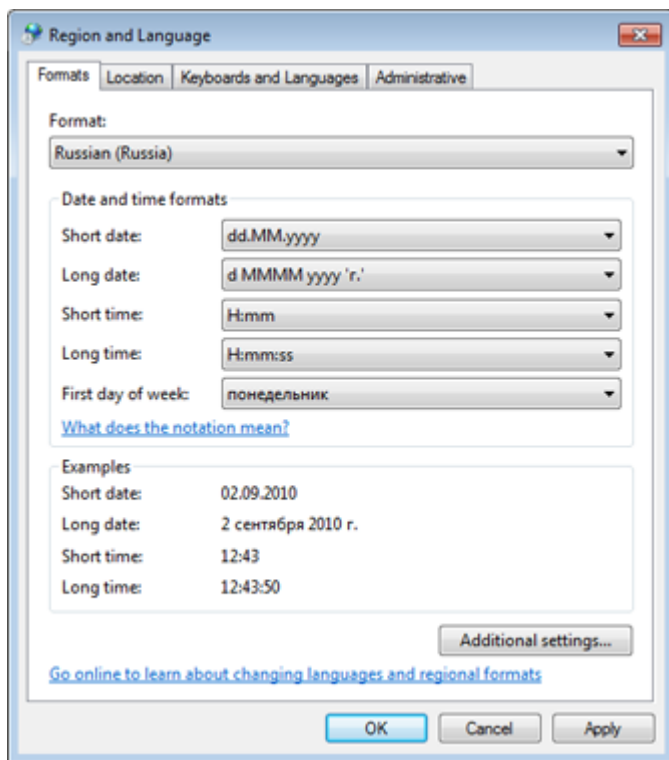 Region and Language
Formats Location Keyboards and Languages Administrative
Format:
Russian (Russia)
Date and time formats
Short date: dd.MM.yyyy
Long date: d MMMM yyyy 'г.'
Short time: H:mm
Long time: H:mm:ss
First day of week: понедельник
What does the notation mean?
Examples
Short date: 02.09.2010
Long date: 2 сентября 2010 г.
Short time: 12:43
Long time: 12:43:50
Additional settings...
Go online to learn about changing languages and regional formats
OK Cancel Apply